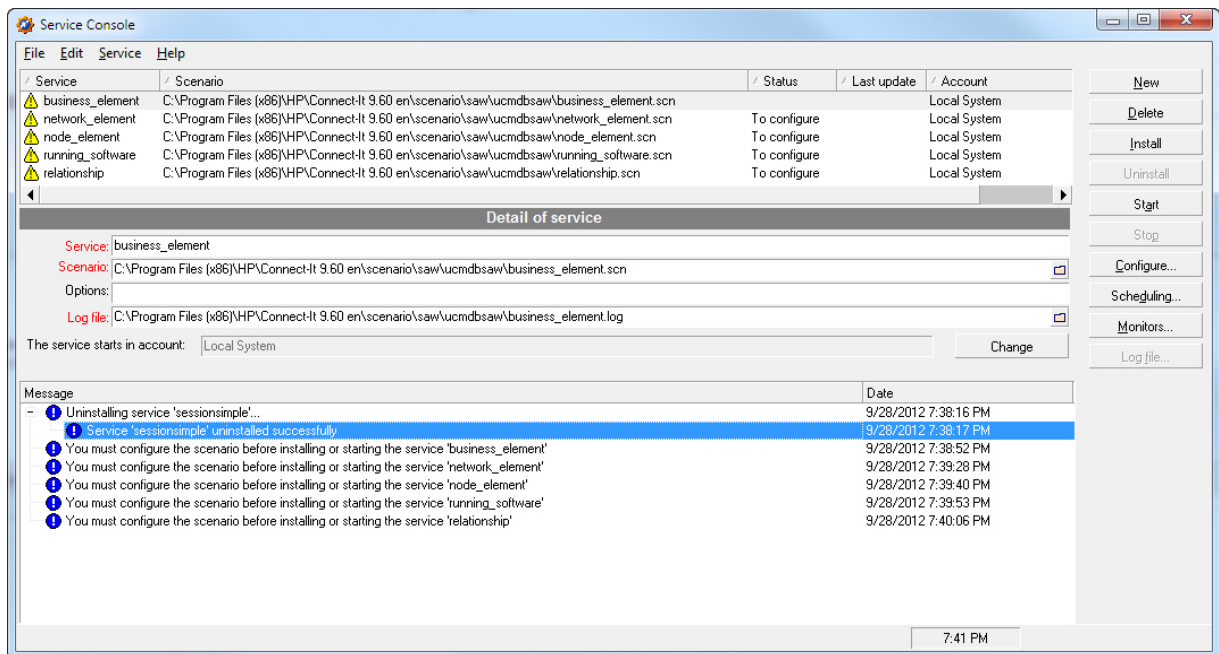 Service Console
File Edit Service Help
Service Scenario Status Last update Account
business_element C:\Program Files (x86)\HP\Connect-It 9.60 en\scenario\saw\ucmdbsaw\business_element.scn Local System
network_element C:\Program Files (x86)\HP\Connect-It 9.60 en\scenario\saw\ucmdbsaw\network_element.scn To configure Local System
node_element C:\Program Files (x86)\HP\Connect-It 9.60 en\scenario\saw\ucmdbsaw\node_element.scn To configure Local System
running_software C:\Program Files (x86)\HP\Connect-It 9.60 en\scenario\saw\ucmdbsaw\running_software.scn To configure Local System
relationship C:\Program Files (x86)\HP\Connect-It 9.60 en\scenario\saw\ucmdbsaw\relationship.scn To configure Local System
New
Delete
Install
Uninstall
Start
Stop
Configure...
Scheduling...
Monitors...
Log file...
Detail of service
Service: business_element
Scenario: C:\Program Files (x86)\HP\Connect-It 9.60 en\scenario\saw\ucmdbsaw\business_element.scn
Options:
Log file: C:\Program Files (x86)\HP\Connect-It 9.60 en\scenario\saw\ucmdbsaw\business_element.log
The service starts in account: Local System Change
Message Date
Uninstalling service 'sessionsimple'... 9/28/2012 7:38:16 PM
Service 'sessionsimple' uninstalled successfully 9/28/2012 7:38:17 PM
You must configure the scenario before installing or starting the service 'business_element' 9/28/2012 7:38:52 PM
You must configure the scenario before installing or starting the service 'network_element' 9/28/2012 7:39:28 PM
You must configure the scenario before installing or starting the service 'node_element' 9/28/2012 7:39:40 PM
You must configure the scenario before installing or starting the service 'running_software' 9/28/2012 7:39:53 PM
You must configure the scenario before installing or starting the service 'relationship' 9/28/2012 7:40:06 PM
7:41 PM